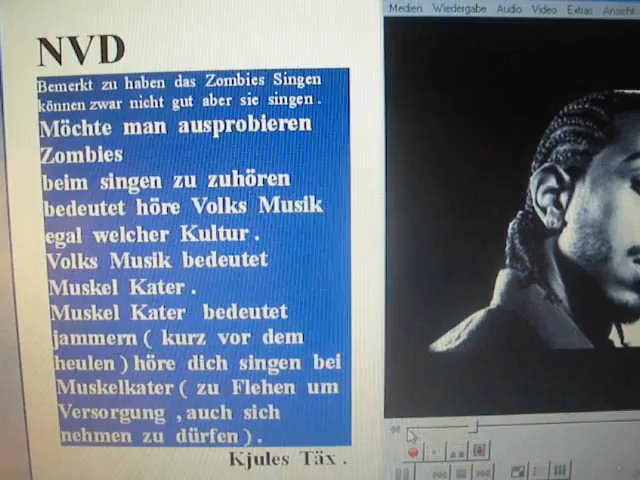 Medien Wiedergabe Audio Video Extras Ansicht
NVD
Bemerkt zu haben das Zombies Singen
können zwar nicht gut aber sie singen .
Möchte man ausprobieren
Zombies
beim singen zu zuhören
bedeutet höre Volks Musik
egal welcher Kultur .
Volks Musik bedeutet
Muskel Kater .
Muskel Kater bedeutet
jammern ( kurz vor dem
heulen ) höre dich singen bei
Muskelkater ( zu Flehen um
Versorgung , auch sich
nehmen zu dürfen ) .
Kjules Täx .